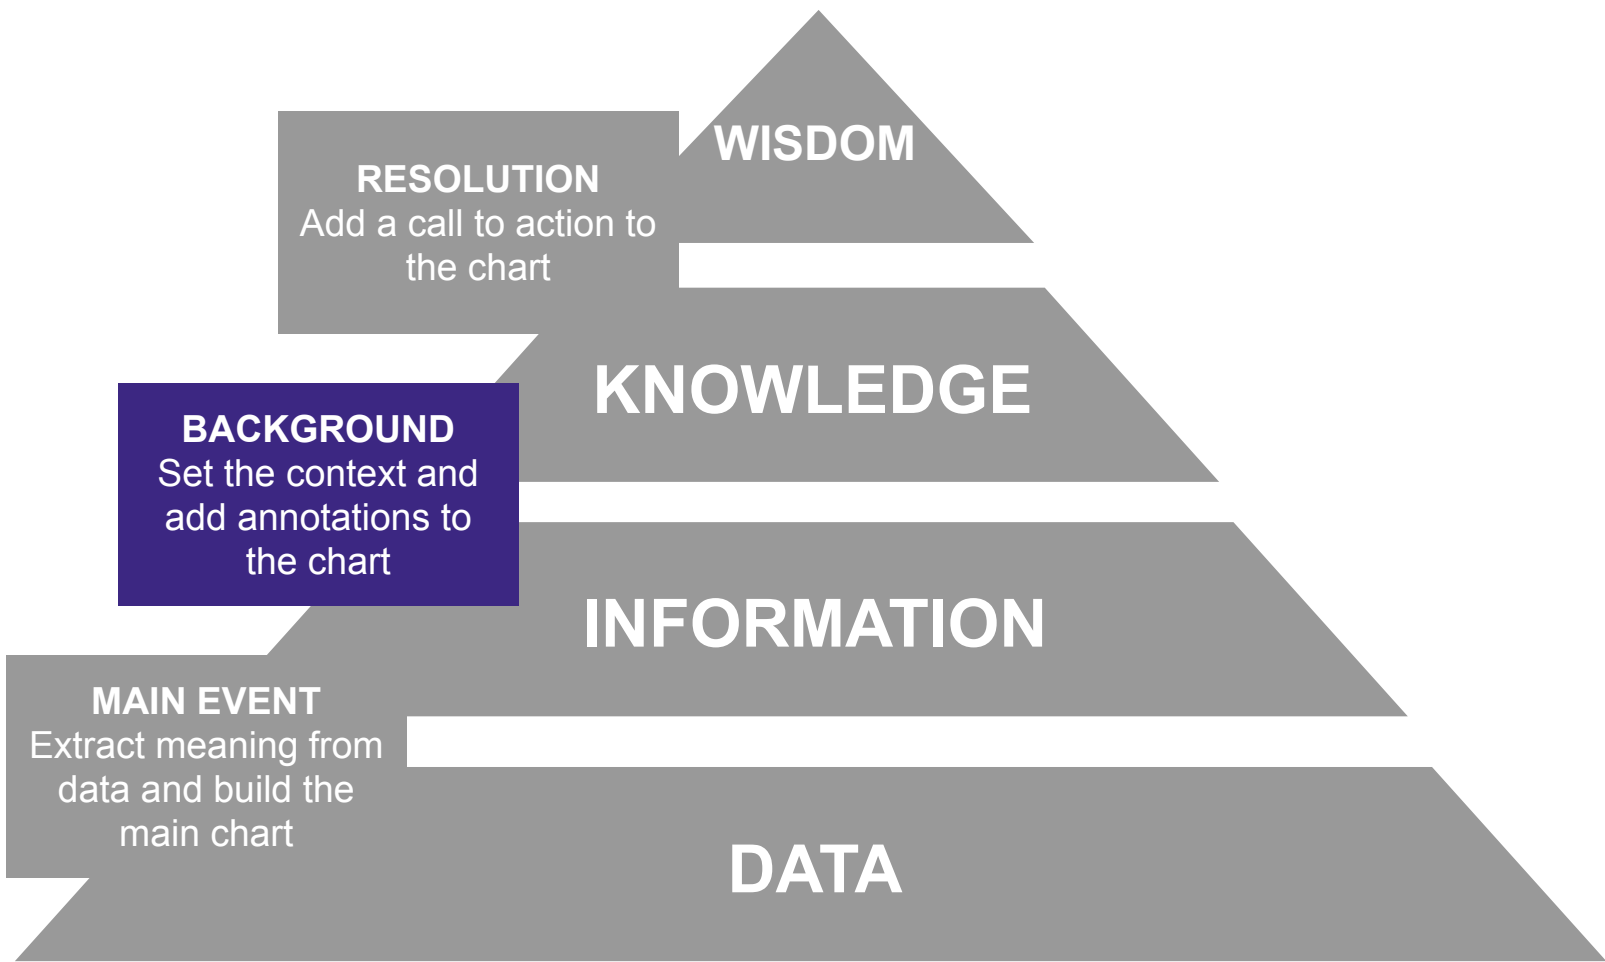 WISDOM
RESOLUTION
Add a call to action to
the chart
KNOWLEDGE
BACKGROUND
Set the context and
add annotations to
the chart
INFORMATION
MAIN EVENT
Extract meaning from
data and build the
main chart
DATA